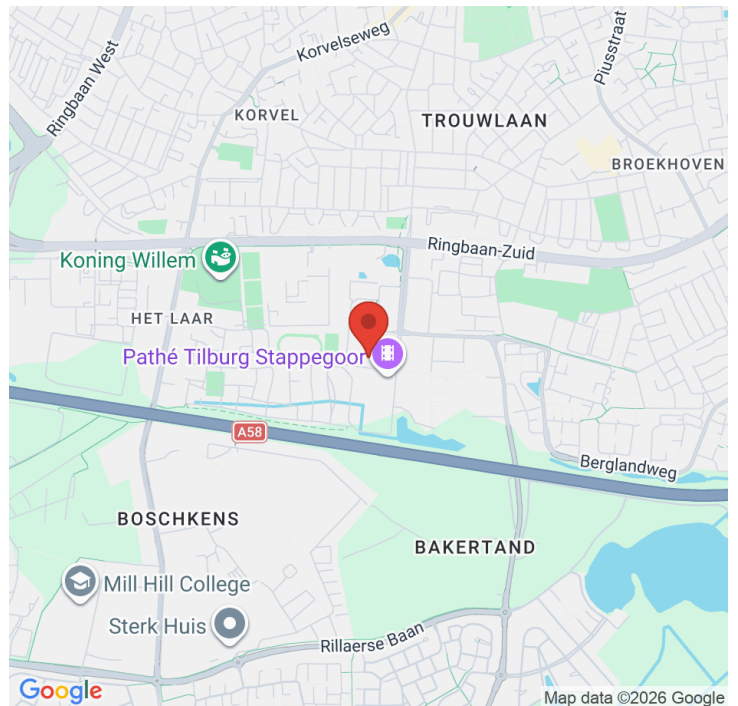 Korvelseweg
Ringbaan West
Piusstraat
KORVEL
TROUWLAAN
BROEKHOVEN
Ringbaan-Zuid
Koning Willem
HET LAAR
Pathé Tilburg Stappegoor
A58
Berglandweg
BOSCHKENS
BAKERTAND
Mill Hill College
Sterk Huis
Rillaerse Baan
Google
Map data ©2026 Google